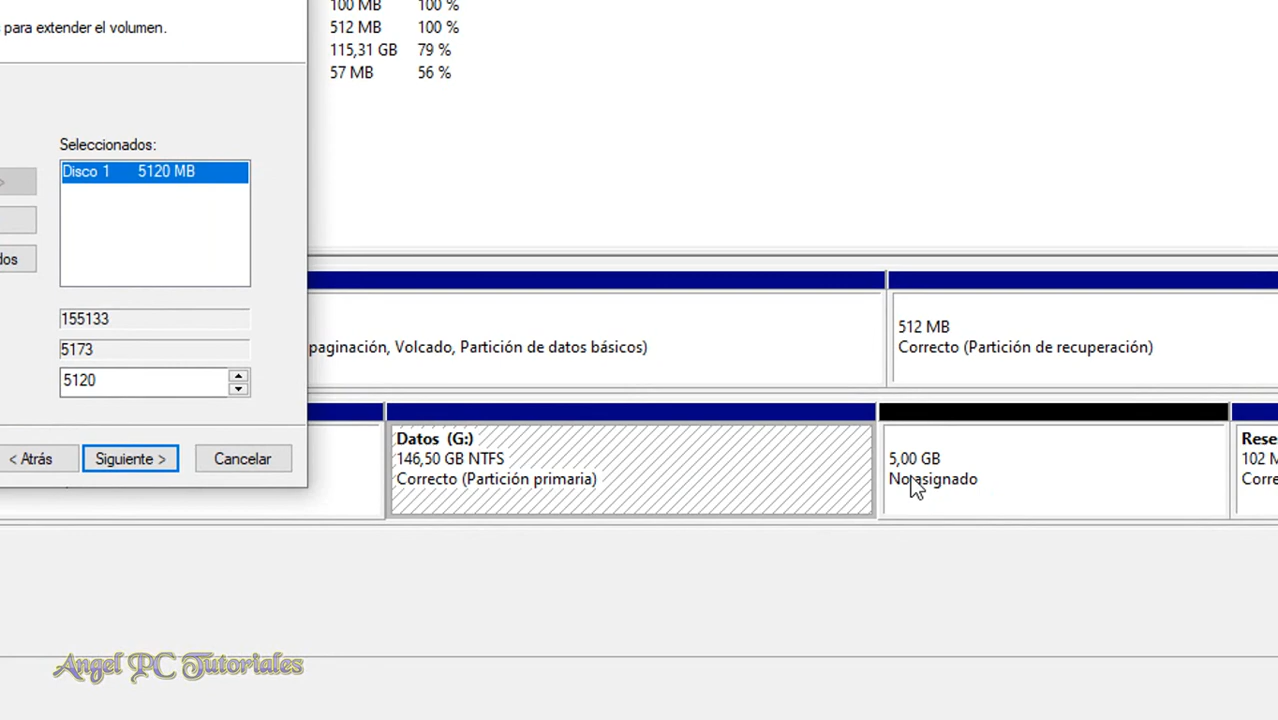 para extender el volumen.
100 MB 100 %
512 MB 100 %
115,31 GB 79 %
57 MB 56 %
Seleccionados:
Disco 1 5120 MB
155133
5173
5120
< Atrás Siguiente > Cancelar
paginación, Volcado, Partición de datos básicos)
512 MB
Correcto (Partición de recuperación)
Datos (G:)
146,50 GB NTFS
Correcto (Partición primaria)
5,00 GB
No asignado
Rese
102 M
Corre
Angel PC Tutoriales